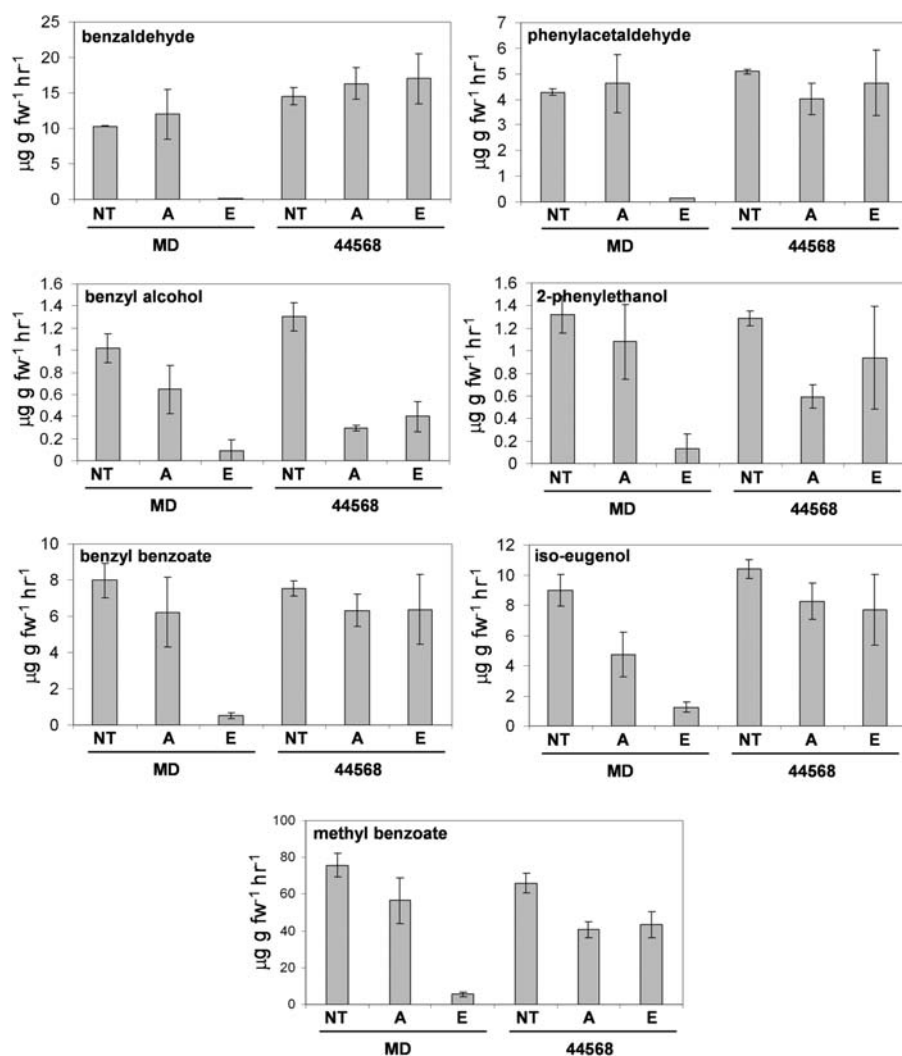 benzaldehyde
µg g fw-1 hr-1
25
20
15
10
5
0
NT A E NT A E
MD 44568
phenylacetaldehyde
µg g fw-1 hr-1
7
6
5
4
3
2
1
0
NT A E NT A E
MD 44568
benzyl alcohol
µg g fw-1 hr-1
1.6
1.4
1.2
1
0.8
0.6
0.4
0.2
0
NT A E NT A E
MD 44568
2-phenylethanol
µg g fw-1 hr-1
1.6
1.4
1.2
1
0.8
0.6
0.4
0.2
0
NT A E NT A E
MD 44568
benzyl benzoate
µg g fw-1 hr-1
10
8
6
4
2
0
NT A E NT A E
MD 44568
iso-eugenol
µg g fw-1 hr-1
12
10
8
6
4
2
0
NT A E NT A E
MD 44568
methyl benzoate
µg g fw-1 hr-1
100
80
60
40
20
0
NT A E NT A E
MD 44568